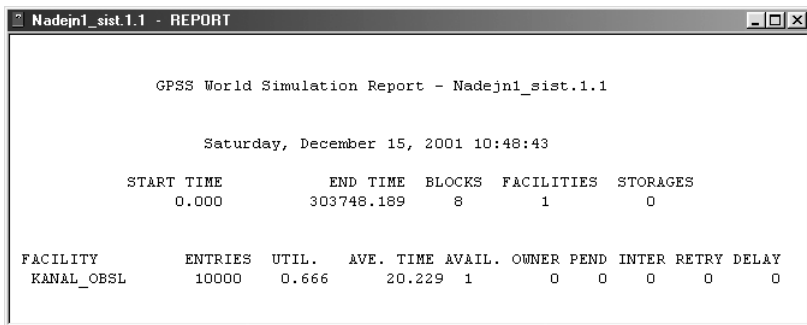 Nadejn1_sist.1.1 - REPORT
GPSS World Simulation Report - Nadejn1_sist.1.1
Saturday, December 15, 2001 10:48:43
START TIME END TIME BLOCKS FACILITIES STORAGES
0.000 303748.189 8 1 0
FACILITY ENTRIES UTIL. AVE. TIME AVAIL. OWNER PEND INTER RETRY DELAY
KANAL_OBSL 10000 0.666 20.229 1 0 0 0 0 0